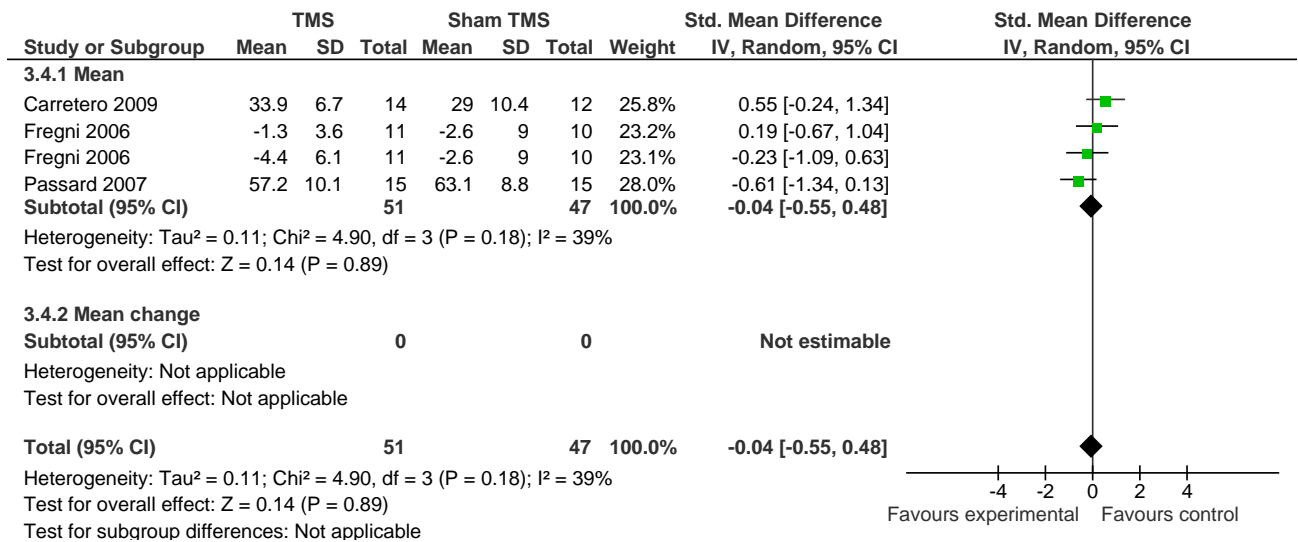 TMS Sham TMS Std. Mean Difference Std. Mean Difference
Study or Subgroup Mean SD Total Mean SD Total Weight IV, Random, 95% CI IV, Random, 95% CI
3.4.1 Mean
Carretero 2009 33.9 6.7 14 29 10.4 12 25.8% 0.55 [-0.24, 1.34]
Fregni 2006 -1.3 3.6 11 -2.6 9 10 23.2% 0.19 [-0.67, 1.04]
Fregni 2006 -4.4 6.1 11 -2.6 9 10 23.1% -0.23 [-1.09, 0.63]
Passard 2007 57.2 10.1 15 63.1 8.8 15 28.0% -0.61 [-1.34, 0.13]
Subtotal (95% CI) 51 47 100.0% -0.04 [-0.55, 0.48]
Heterogeneity: Tau² = 0.11; Chi² = 4.90, df = 3 (P = 0.18); I² = 39%
Test for overall effect: Z = 0.14 (P = 0.89)
3.4.2 Mean change
Subtotal (95% CI) 0 0 Not estimable
Heterogeneity: Not applicable
Test for overall effect: Not applicable
Total (95% CI) 51 47 100.0% -0.04 [-0.55, 0.48]
Heterogeneity: Tau² = 0.11; Chi² = 4.90, df = 3 (P = 0.18); I² = 39%
Test for overall effect: Z = 0.14 (P = 0.89)
Test for subgroup differences: Not applicable
-4 -2 0 2 4
Favours experimental Favours control